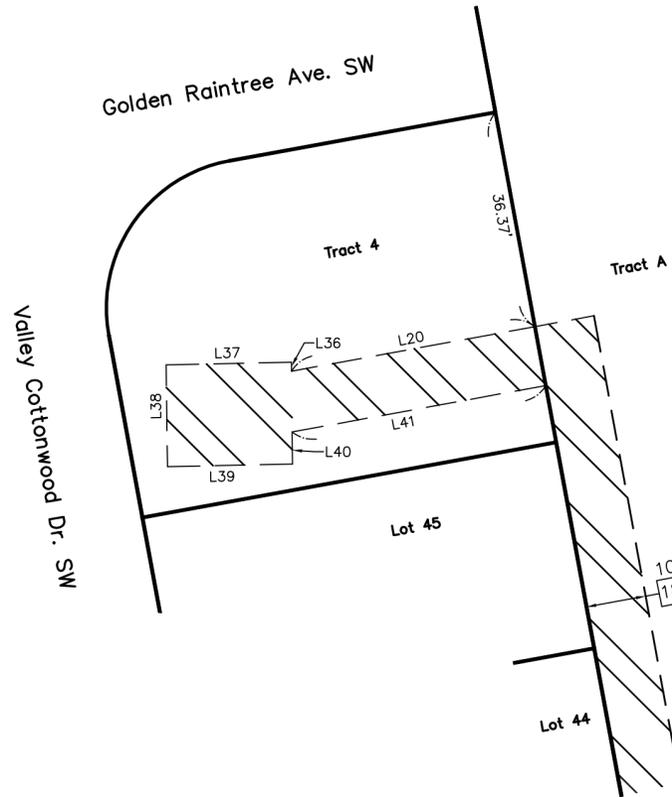 Golden Raintree Ave. SW
36.37'
Tract 4
Tract A
Valley Cottonwood Dr. SW
L37
L36
L20
L38
L41
L40
L39
Lot 45
10
Lot 44